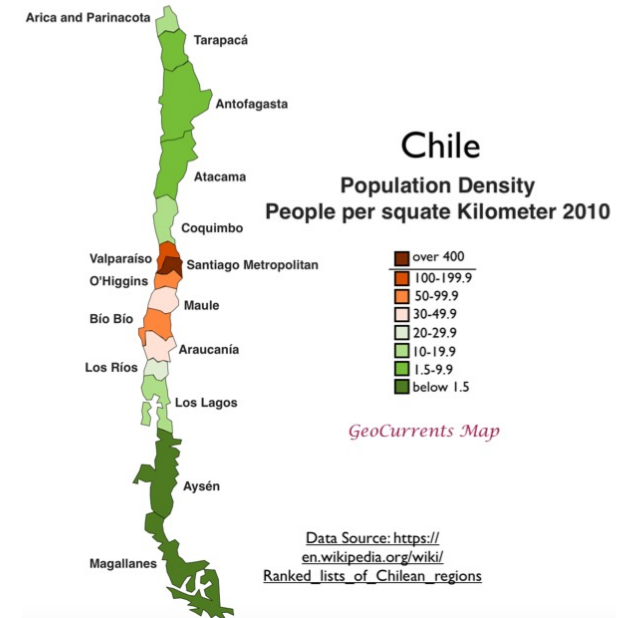 Arica and Parinacota
Tarapacá
Antofagasta
Atacama
Coquimbo
Valparaíso
Santiago Metropolitan
O'Higgins
Maule
Bío Bío
Araucanía
Los Ríos
Los Lagos
Aysén
Magallanes
Chile
Population Density
People per squate Kilometer 2010
over 400
100-199.9
50-99.9
30-49.9
20-29.9
10-19.9
1.5-9.9
below 1.5
GeoCurrents Map
Data Source: https://
en.wikipedia.org/wiki/
Ranked_lists_of_Chilean_regions